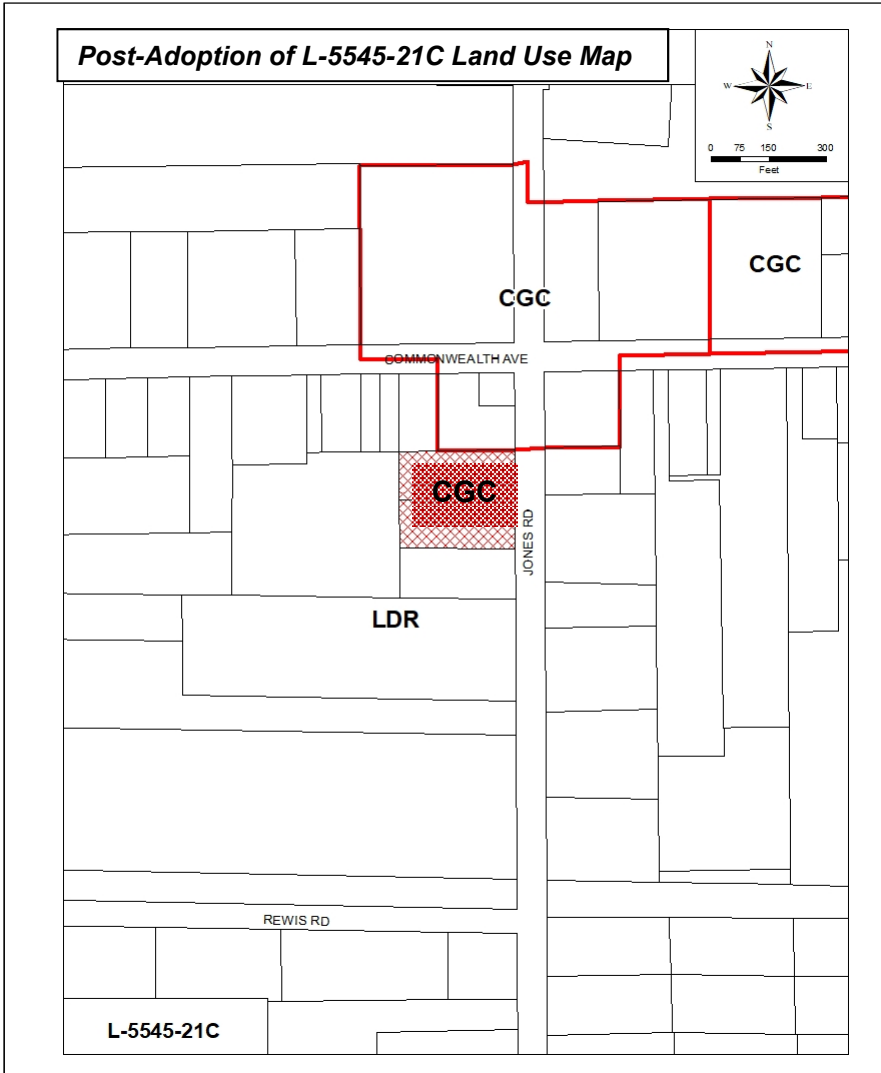 Post-Adoption of L-5545-21C Land Use Map
N
W
E
S
0 75 150 300
Feet
CGC
CGC
COMMONWEALTH AVE
CGC
JONES RD
LDR
REWIS RD
L-5545-21C